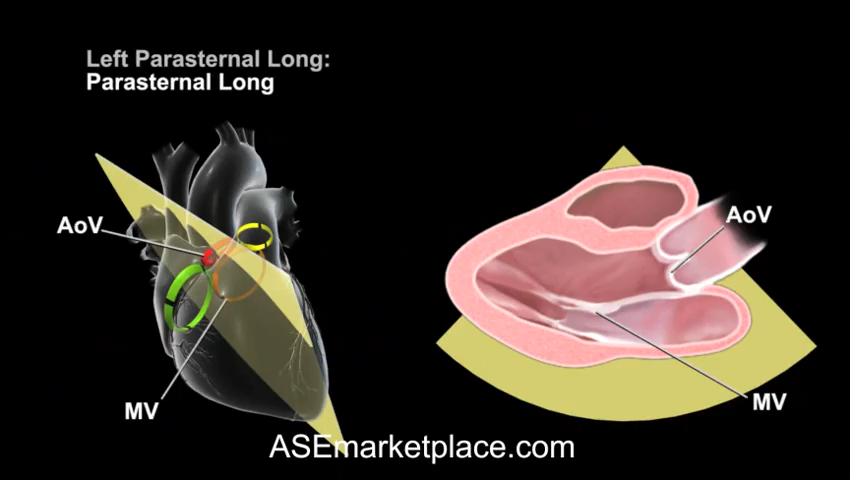 Left Parasternal Long:
Parasternal Long
AoV
AoV
MV
MV
ASEmarketplace.com